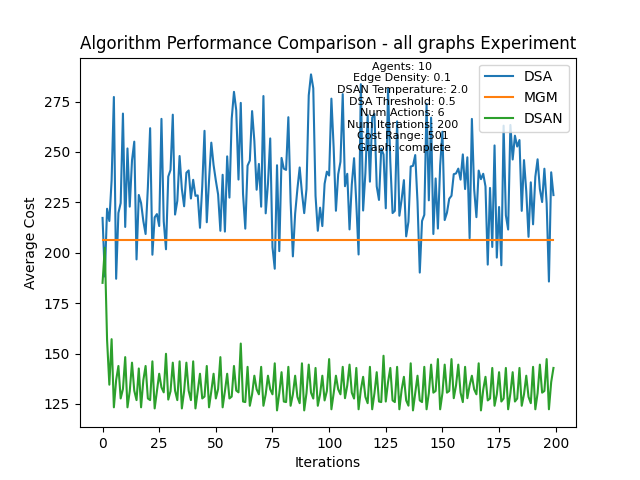 Algorithm Performance Comparison - all graphs Experiment
Agents: 10
Edge Density: 0.1
DSAN Temperature: 2.0
DSA Threshold: 0.5
Num Actions: 6
Num Iterations: 200
Cost Range: 501
Graph: complete
DSA
MGM
DSAN
Average Cost
275
250
225
200
175
150
125
0
25
50
75
100
125
150
175
200
Iterations